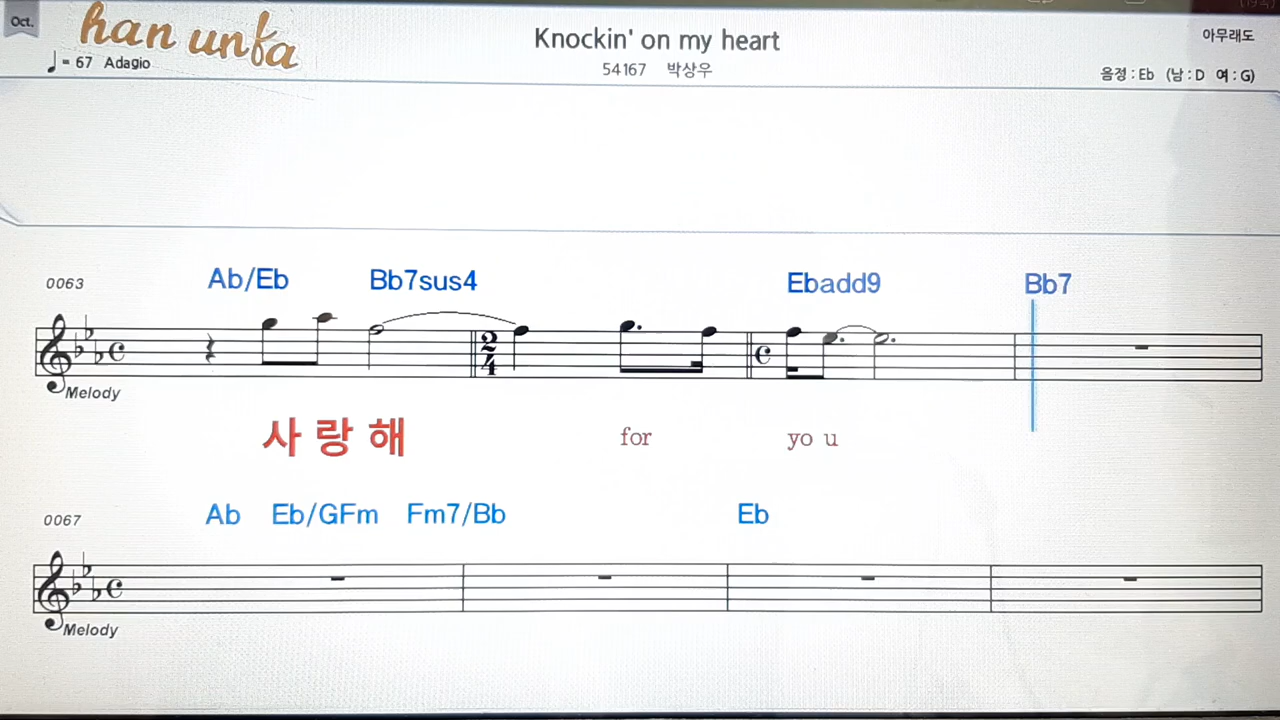 Oct.
han unfa
♩= 67 Adagio
Knockin' on my heart
54167 박상우
아무래도
음정 : Eb (남 : D 여 : G)
0063
Ab/Eb Bb7sus4 Ebadd9 Bb7
2
4
Melody
사 랑 해 for yo u
0067
Ab Eb/GFm Fm7/Bb Eb
Melody